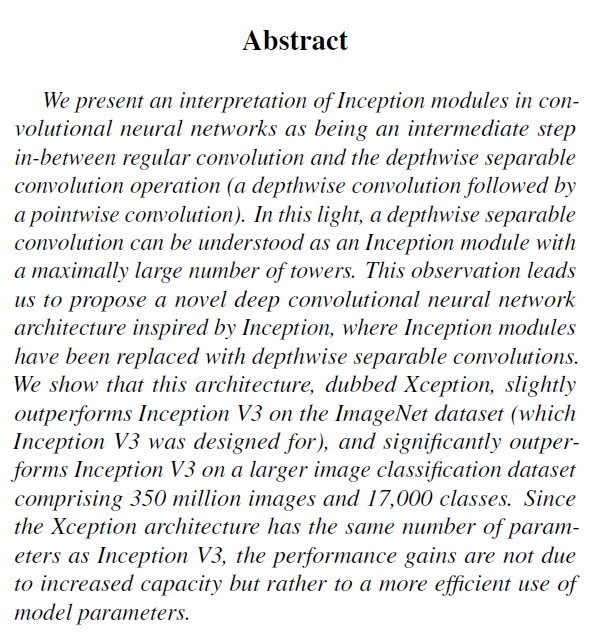 Abstract
We present an interpretation of Inception modules in con-
volutional neural networks as being an intermediate step
in-between regular convolution and the depthwise separable
convolution operation (a depthwise convolution followed by
a pointwise convolution). In this light, a depthwise separable
convolution can be understood as an Inception module with
a maximally large number of towers. This observation leads
us to propose a novel deep convolutional neural network
architecture inspired by Inception, where Inception modules
have been replaced with depthwise separable convolutions.
We show that this architecture, dubbed Xception, slightly
outperforms Inception V3 on the ImageNet dataset (which
Inception V3 was designed for), and significantly outper-
forms Inception V3 on a larger image classification dataset
comprising 350 million images and 17,000 classes. Since
the Xception architecture has the same number of param-
eters as Inception V3, the performance gains are not due
to increased capacity but rather to a more efficient use of
model parameters.